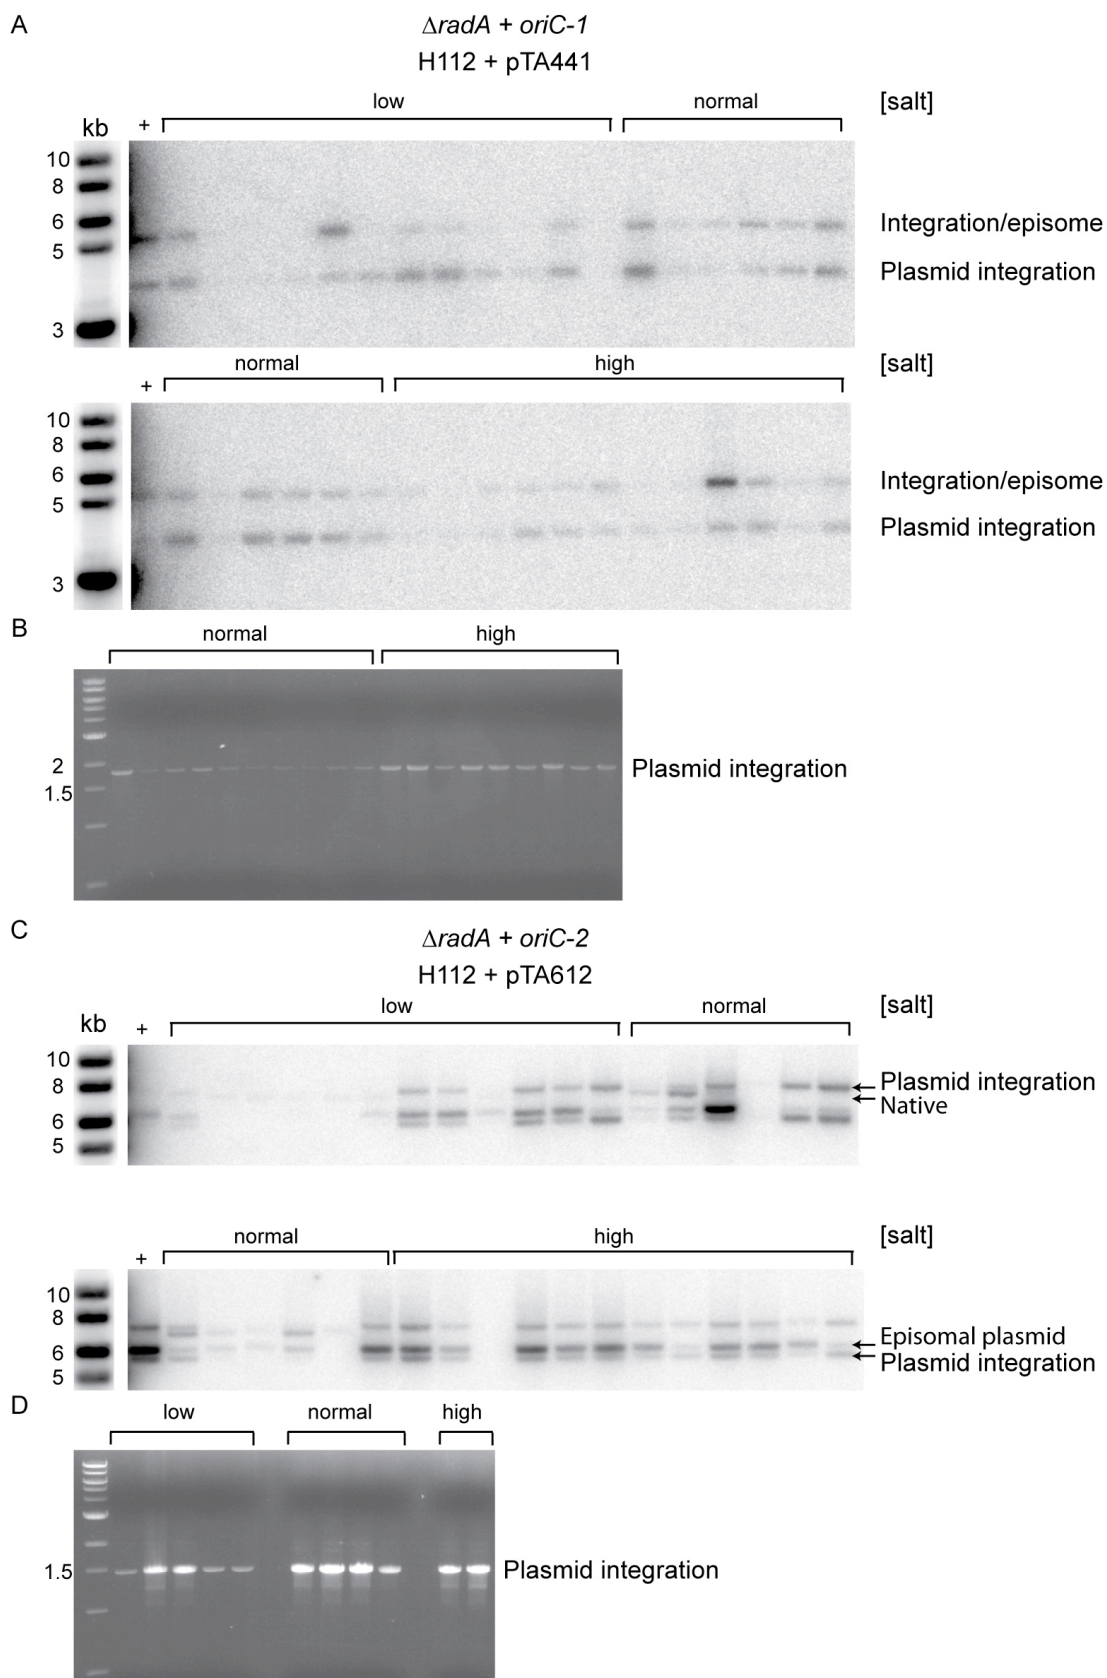 A
ΔradA + oriC-1
H112 + pTA441
low normal [salt]
kb +
10
8
6 Integration/episome
5
Plasmid integration
3
normal high [salt]
+
10
8
6 Integration/episome
5
Plasmid integration
3
B
normal high
2 Plasmid integration
1.5
C
ΔradA + oriC-2
H112 + pTA612
low normal [salt]
kb +
10
8 Plasmid integration
Native
6
5
normal high [salt]
+
10
8
6 Episomal plasmid
5 Plasmid integration
D
low normal high
1.5 Plasmid integration